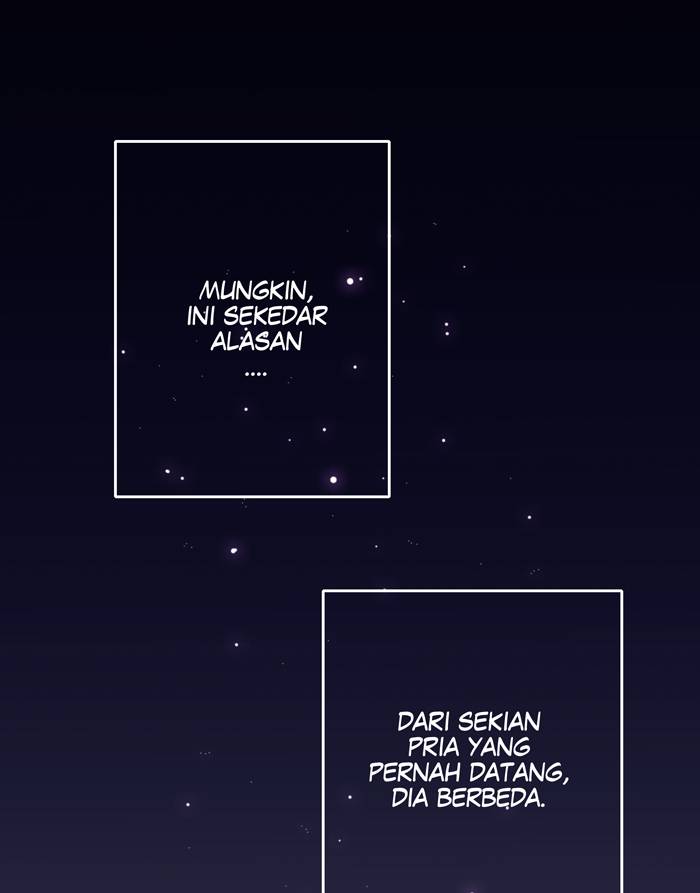 MUNGKIN,
INI SEKEDAR
ALASAN
....
DARI SEKIAN
PRIA YANG
PERNAH DATANG,
DIA BERBEDA.